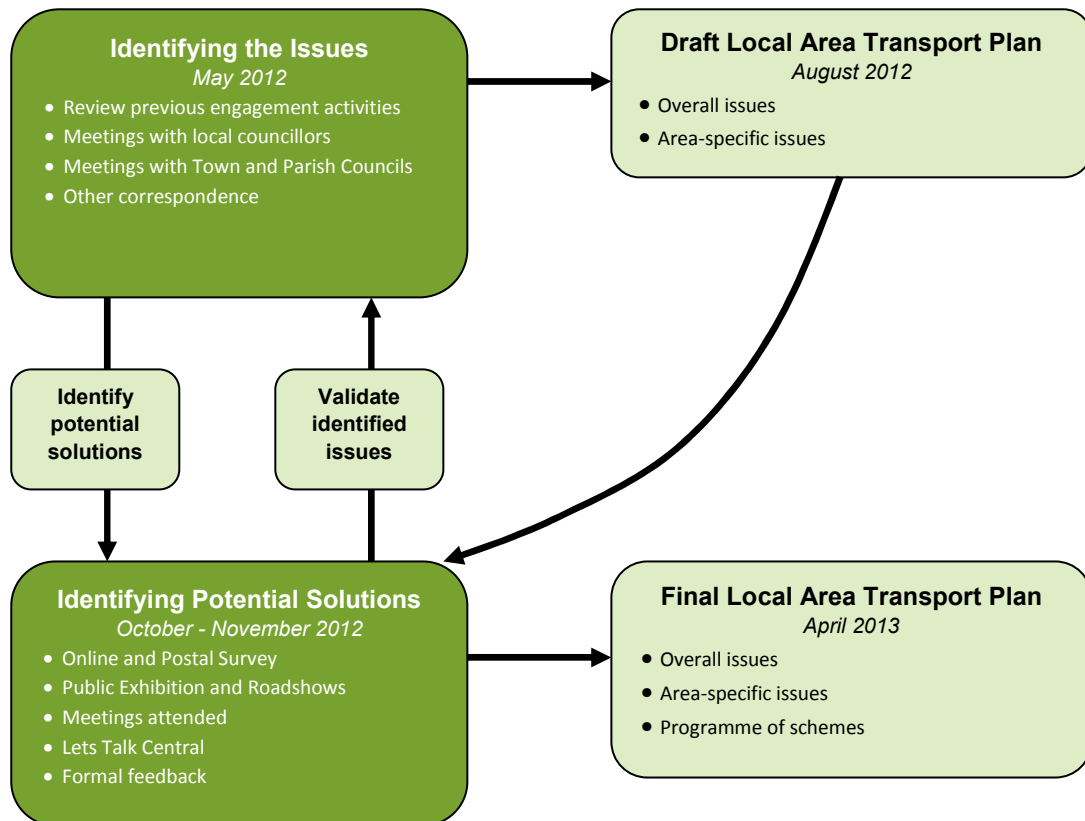 Identifying the Issues
May 2012
• Review previous engagement activities
• Meetings with local councillors
• Meetings with Town and Parish Councils
• Other correspondence
Draft Local Area Transport Plan
August 2012
• Overall issues
• Area-specific issues
Identify
potential
solutions
Validate
identified
issues
Identifying Potential Solutions
October - November 2012
• Online and Postal Survey
• Public Exhibition and Roadshows
• Meetings attended
• Lets Talk Central
• Formal feedback
Final Local Area Transport Plan
April 2013
• Overall issues
• Area-specific issues
• Programme of schemes